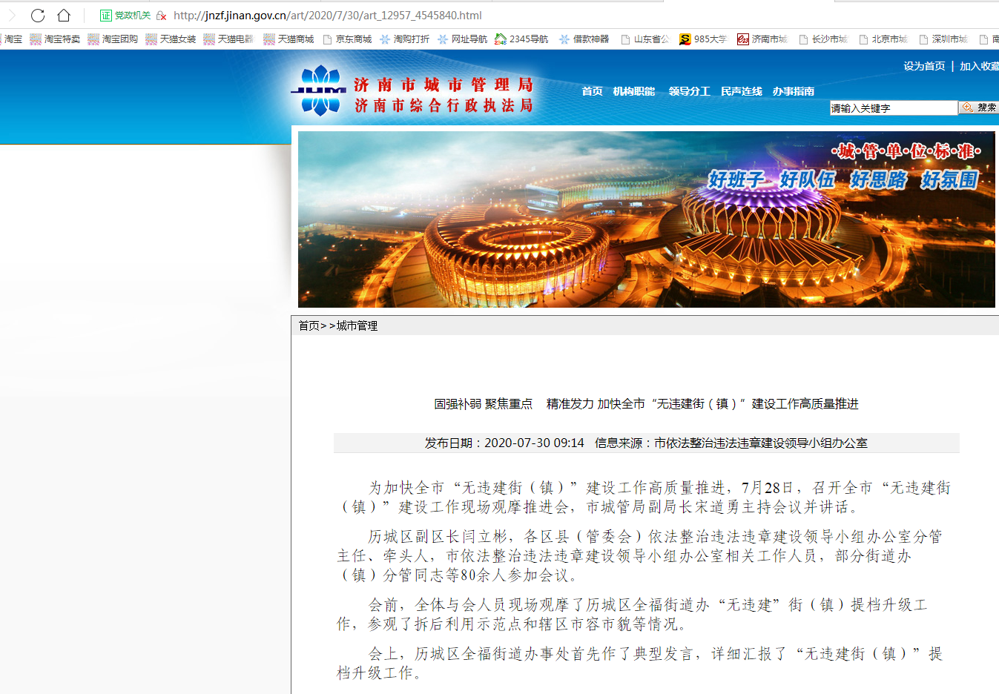 证 党政机关 http://jnzf.jinan.gov.cn/art/2020/7/30/art_12957_4545840.html
淘宝 淘宝特卖 淘宝团购 天猫女装 天猫电器 天猫商城 京东商城 淘购打折 网址导航 2345导航 借款神器 山东省公 985大学 济南市城 长沙市城 北京市城 深圳市城 南
设为首页 | 加入收藏
济南市城市管理局
济南市综合行政执法局
JUM
首页 机构职能 领导分工 民声连线 办事指南
请输入关键字 搜索
·城·管·单·位·标·准·
好班子 好队伍 好思路 好氛围
首页>>城市管理
固强补弱 聚焦重点 精准发力 加快全市“无违建街（镇）”建设工作高质量推进
发布日期：2020-07-30 09:14 信息来源：市依法整治违法违章建设领导小组办公室
为加快全市“无违建街（镇）”建设工作高质量推进，7月28日，召开全市“无违建街
（镇）”建设工作现场观摩推进会，市城管局副局长宋道勇主持会议并讲话。
历城区副区长闫立彬，各区县（管委会）依法整治违法违章建设领导小组办公室分管
主任、牵头人，市依法整治违法违章建设领导小组办公室相关工作人员，部分街道办
（镇）分管同志等80余人参加会议。
会前，全体与会人员现场观摩了历城区全福街道办“无违建”街（镇）提档升级工
作，参观了拆后利用示范点和辖区市容市貌等情况。
会上，历城区全福街道办事处首先作了典型发言，详细汇报了“无违建街（镇）”提
档升级工作。